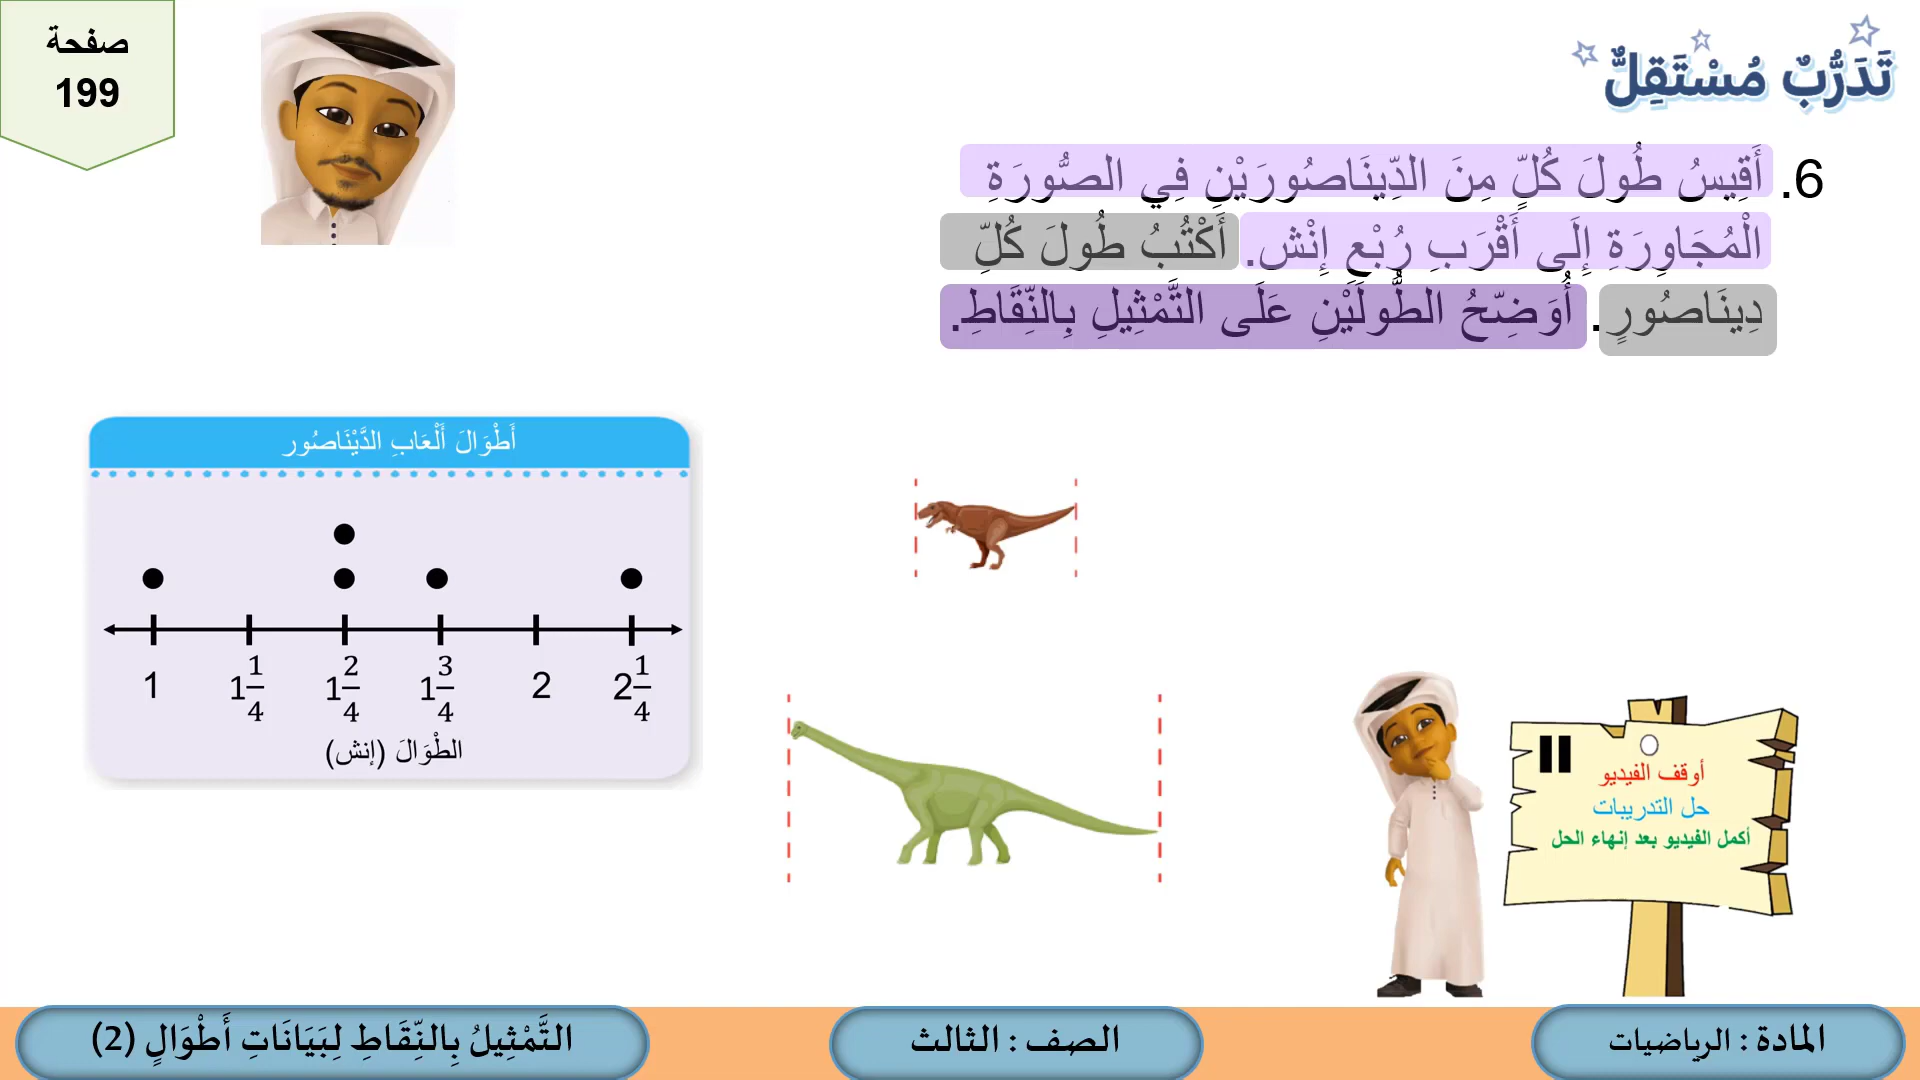 صفحة
199
تَدَرُّبٌ مُسْتَقِلٌّ
6. أَقِيسُ طُولَ كُلٍّ مِنَ الدِّينَاصُورَيْنِ فِي الصُّورَةِ
الْمُجَاوِرَةِ إِلَى أَقْرَبِ رُبْعِ إِنْش. أَكْتُبُ طُولَ كُلِّ
دِينَاصُورٍ. أُوَضِّحُ الطُّولَيْنِ عَلَى التَّمْثِيلِ بِالنِّقَاطِ.
أَطْوَالَ أَلْعَابِ الدَّيْنَاصُور
1 1 1/4 1 2/4 1 3/4 2 2 1/4
الطْوَالَ (إنش)
أوقف الفيديو
حل التدريبات
أكمل الفيديو بعد إنهاء الحل
المادة : الرياضيات
الصف : الثالث
التَّمْثِيلُ بِالنِّقَاطِ لِبَيَانَاتِ أَطْوَالٍ (2)